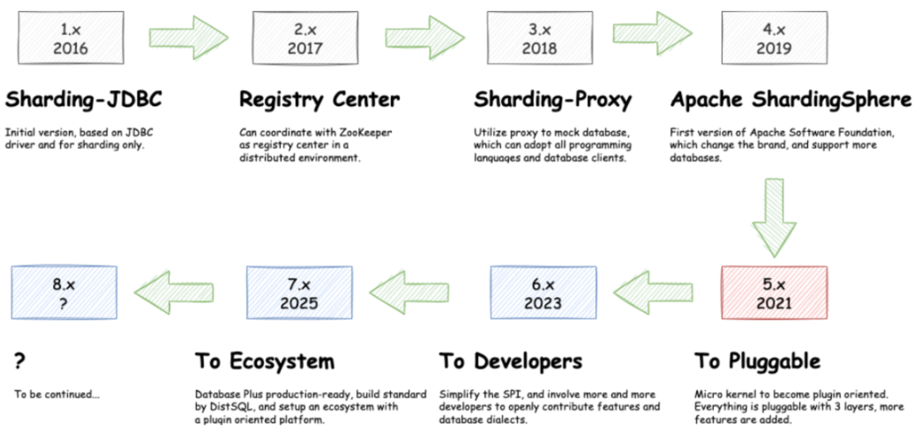 1.x
2016
2.x
2017
3.x
2018
4.x
2019
Sharding-JDBC
Initial version, based on JDBC
driver and for sharding only.
Registry Center
Can coordinate with ZooKeeper
as registry center in a
distributed environment.
Sharding-Proxy
Utilize proxy to mock database,
which can adopt all programming
languages and database clients.
Apache ShardingSphere
First version of Apache Software Foundation,
which change the brand, and support more
databases.
8.x
?
7.x
2025
6.x
2023
5.x
2021
?
To be continued...
To Ecosystem
Database Plus production-ready, build standard
by DistSQL, and setup an ecosystem with
a plugin oriented platform.
To Developers
Simplify the SPI, and involve more and more
developers to openly contribute features and
database dialects.
To Pluggable
Micro kernel to become plugin oriented.
Everything is pluggable with 3 layers, more
features are added.